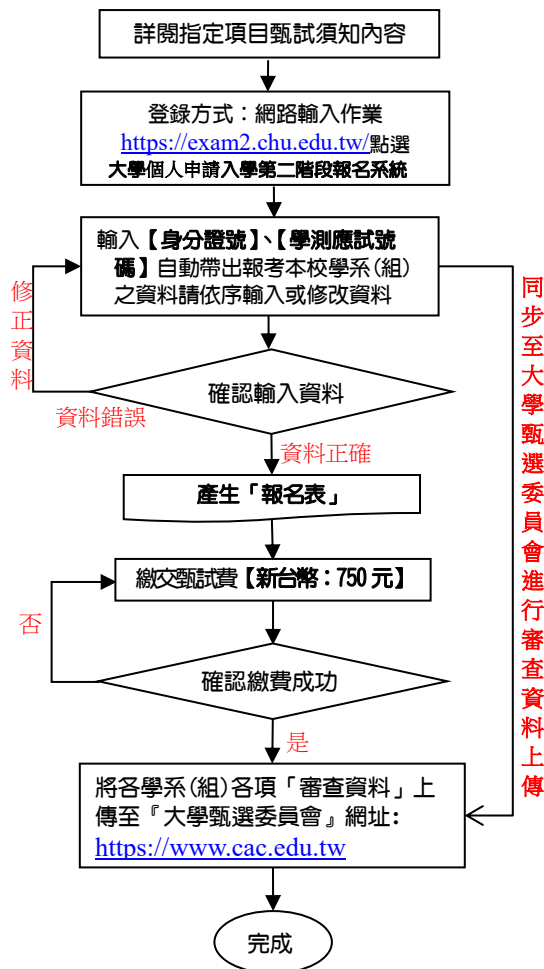 詳閱指定項目甄試須知內容
登錄方式：網路輸入作業
https://exam2.chu.edu.tw/點選
大學個人申請入學第二階段報名系統
輸入【身分證號】、【學測應試號
碼】自動帶出報考本校學系(組)
之資料請依序輸入或修改資料
修正資料
同步至大學甄選委員會進行審查資料上傳
確認輸入資料
資料錯誤
資料正確
產生「報名表」
繳交甄試費【新台幣：750 元】
否
確認繳費成功
是
將各學系(組)各項「審查資料」上
傳至『大學甄選委員會』網址:
https://www.cac.edu.tw
完成